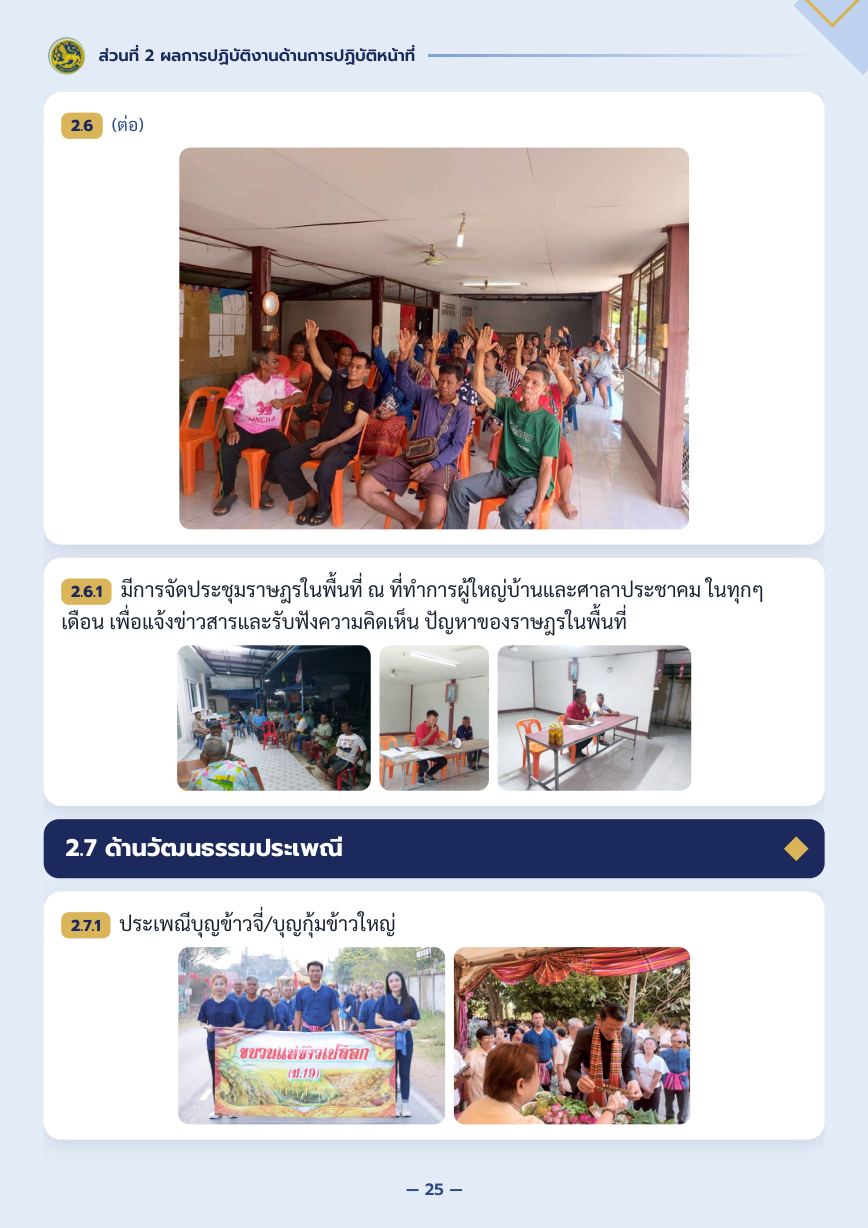 ส่วนที่ 2 ผลการปฏิบัติงานด้านการปฏิบัติหน้าที่
2.6 (ต่อ)
2.6.1 มีการจัดประชุมราษฎรในพื้นที่ ณ ที่ทำการผู้ใหญ่บ้านและศาลาประชาคม ในทุกๆ
เดือน เพื่อแจ้งข่าวสารและรับฟังความคิดเห็น ปัญหาของราษฎรในพื้นที่
2.7 ด้านวัฒนธรรมประเพณี
2.7.1 ประเพณีบุญข้าวจี่/บุญกุ้มข้าวใหญ่
ขบวนแห่ข้าวเปลือก
(ม.19)
— 25 —